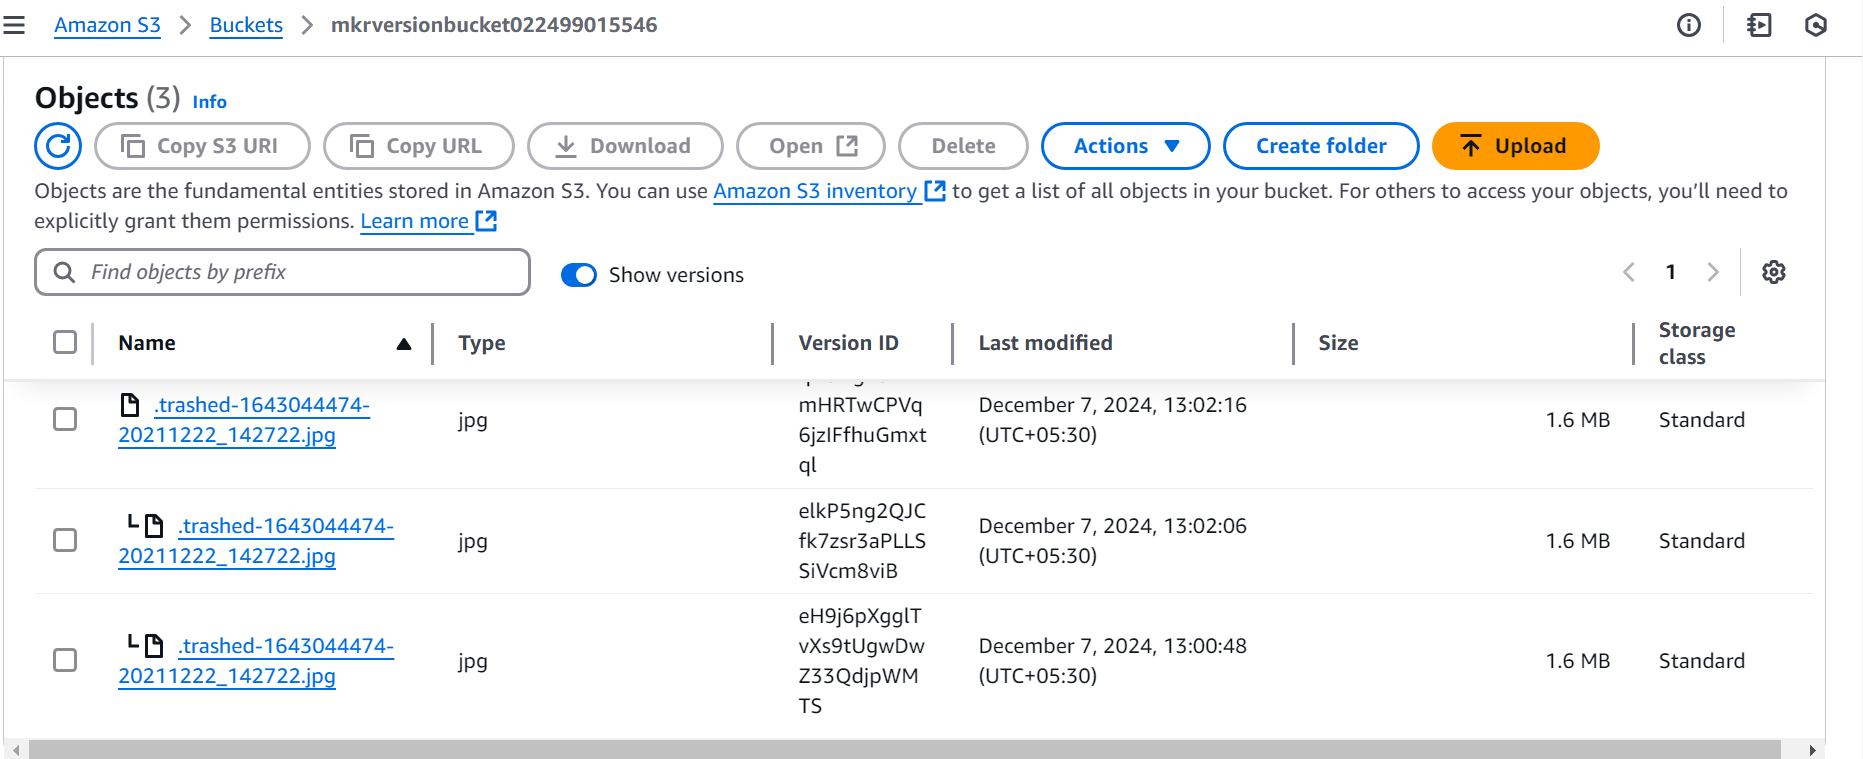 Amazon S3 > Buckets > mkrversionbucket022499015546
Objects (3) Info
Copy S3 URI Copy URL Download Open Delete Actions Create folder Upload
Objects are the fundamental entities stored in Amazon S3. You can use Amazon S3 inventory to get a list of all objects in your bucket. For others to access your objects, you’ll need to
explicitly grant them permissions. Learn more
Find objects by prefix Show versions 1
Name Type Version ID Last modified Size Storage
class
.trashed-1643044474- mHRTwCPVq December 7, 2024, 13:02:16
jpg 1.6 MB Standard
20211222_142722.jpg 6jzIFfhuGmxt (UTC+05:30)
ql
elkP5ng2QJC
.trashed-1643044474- December 7, 2024, 13:02:06
jpg fk7zsr3aPLLS 1.6 MB Standard
20211222_142722.jpg (UTC+05:30)
SiVcm8viB
eH9j6pXgglT
.trashed-1643044474- vXs9tUgwDw December 7, 2024, 13:00:48
jpg 1.6 MB Standard
20211222_142722.jpg Z33QdjpWM (UTC+05:30)
TS